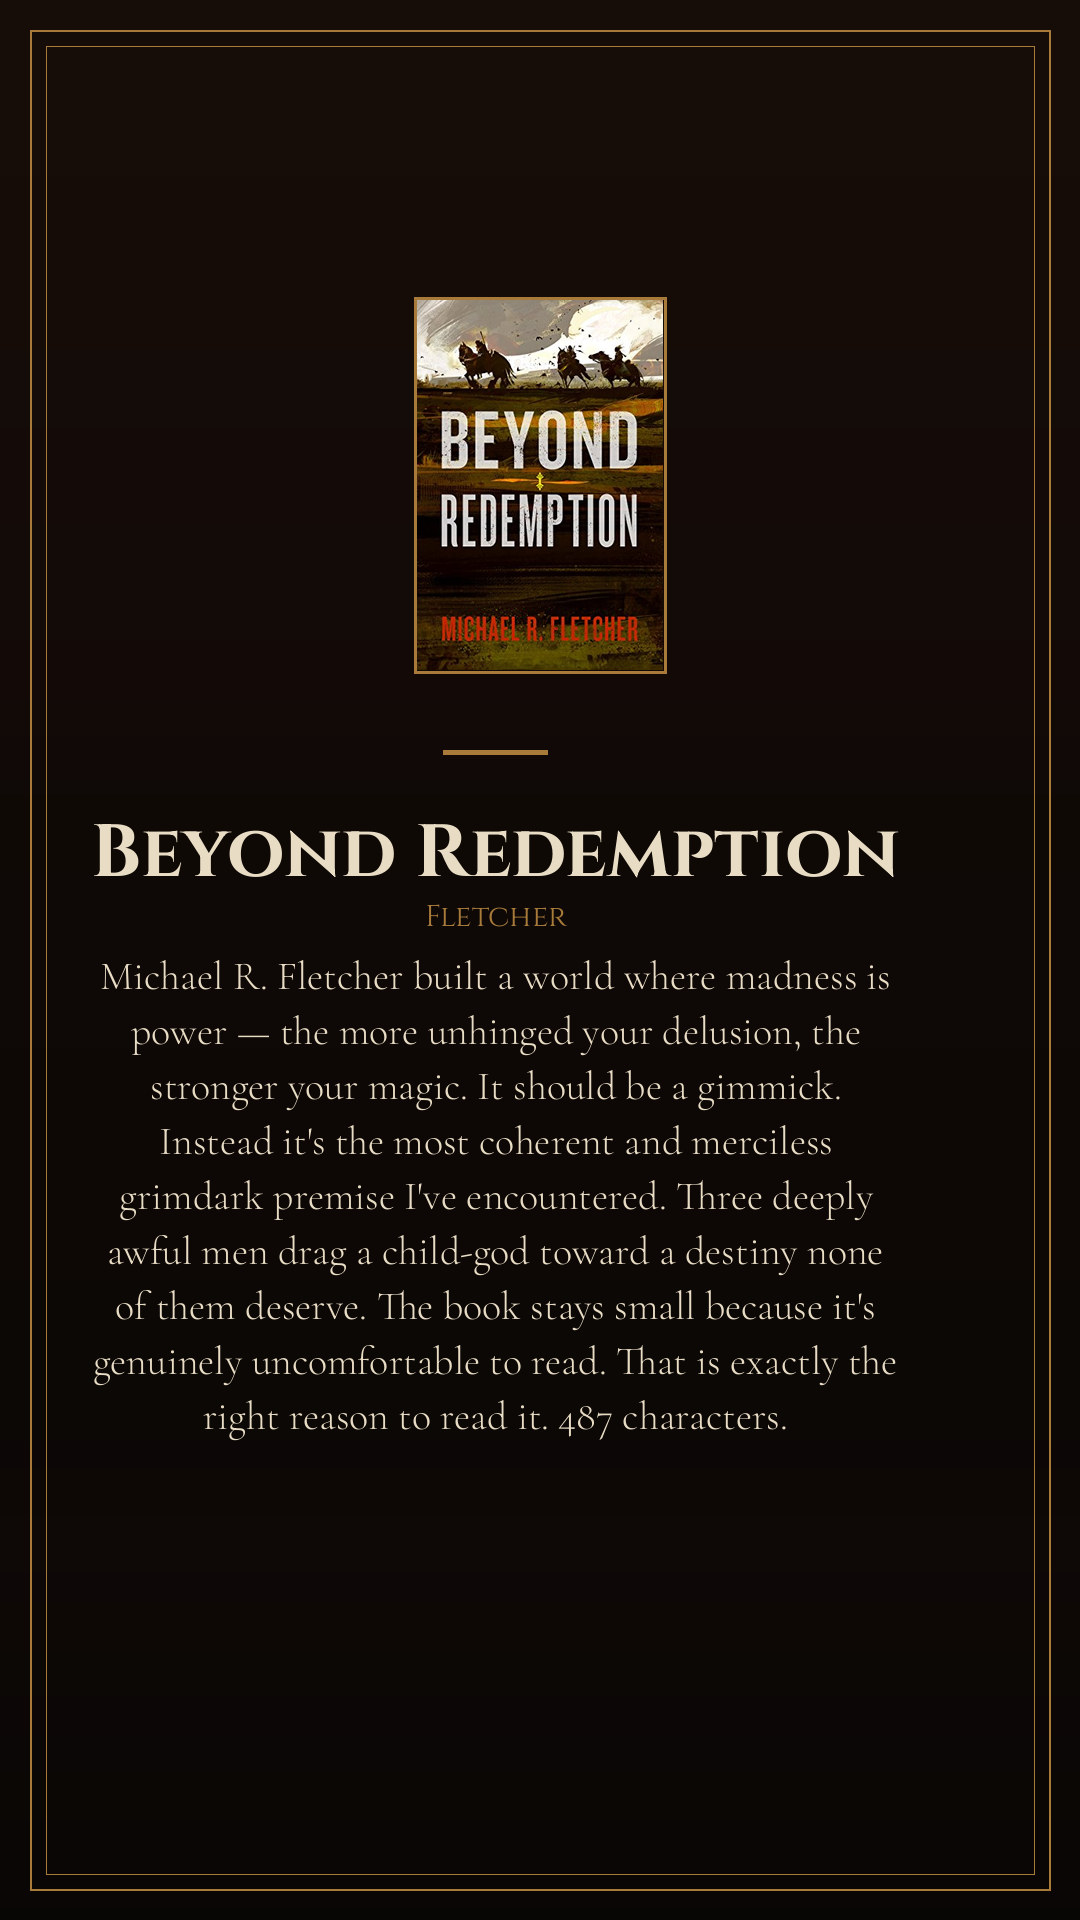 BEYOND
REDEMPTION
MICHAEL R. FLETCHER
BEYOND REDEMPTION
FLETCHER
Michael R. Fletcher built a world where madness is
power — the more unhinged your delusion, the
stronger your magic. It should be a gimmick.
Instead it's the most coherent and merciless
grimdark premise I've encountered. Three deeply
awful men drag a child-god toward a destiny none
of them deserve. The book stays small because it's
genuinely uncomfortable to read. That is exactly the
right reason to read it. 487 characters.